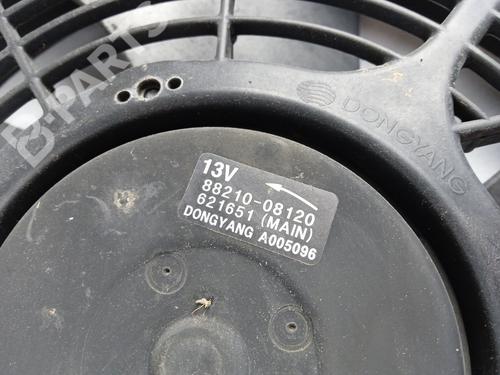 B-PARTS
DONGYANG
13V
88210-08120
621651 (MAIN)
DONGYANG A005096